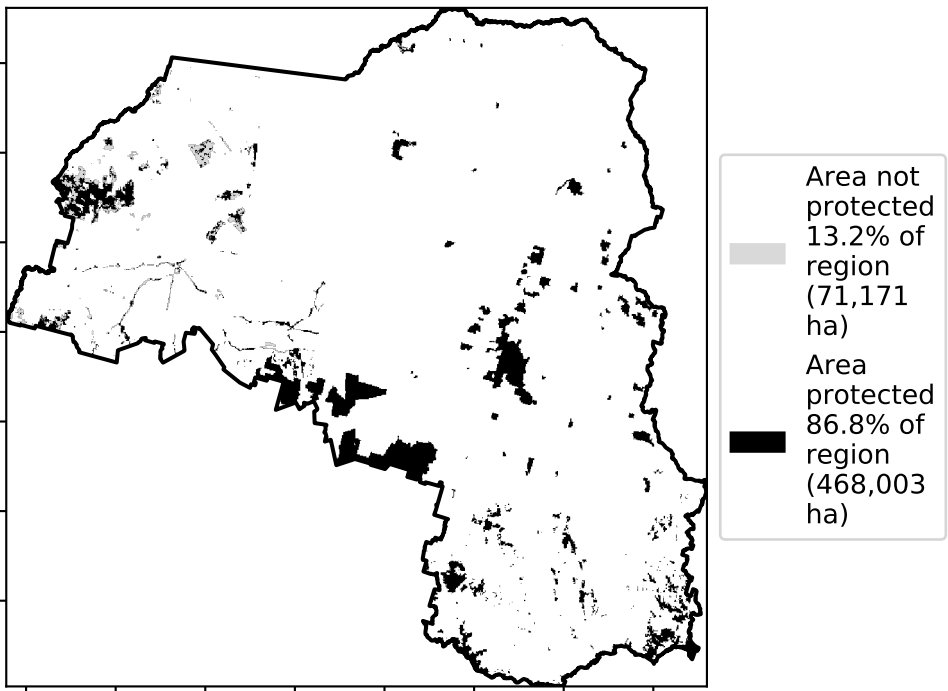 Area not
protected
13.2% of
region
(71,171
ha)
Area
protected
86.8% of
region
(468,003
ha)